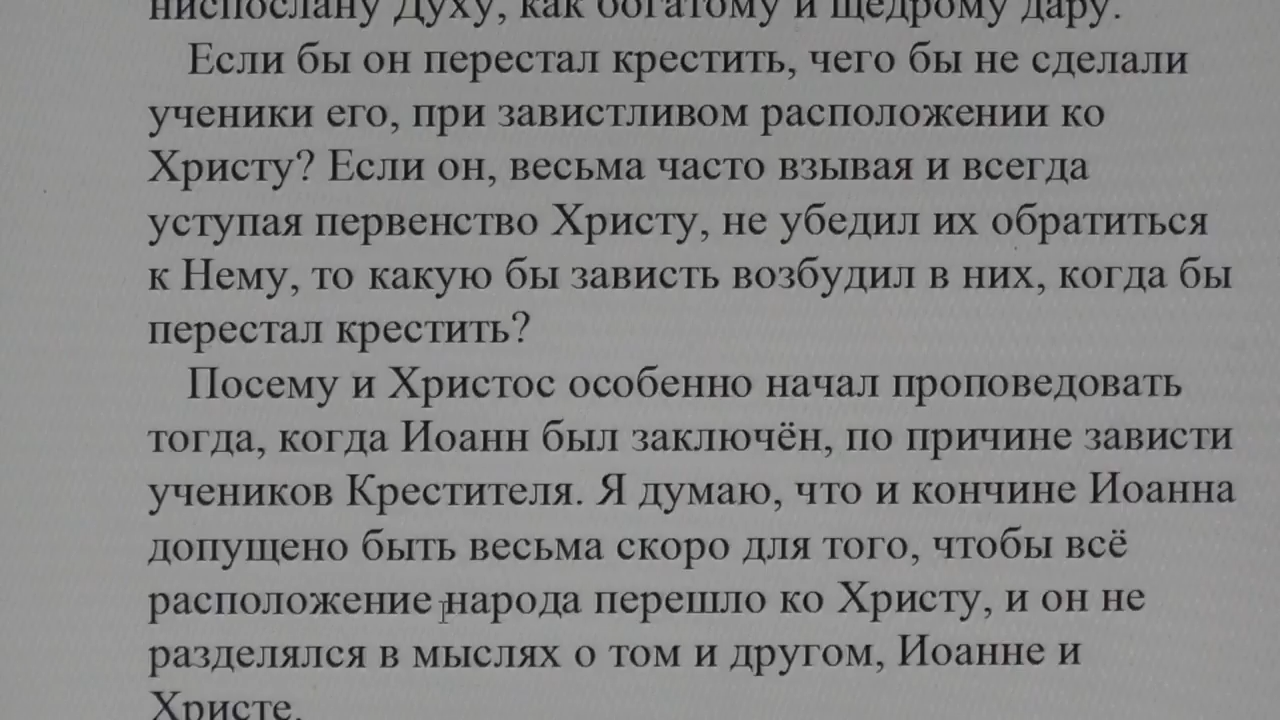 ниспослану Духу, как богатому и щедрому дару.
Если бы он перестал крестить, чего бы не сделали
ученики его, при завистливом расположении ко
Христу? Если он, весьма часто взывая и всегда
уступая первенство Христу, не убедил их обратиться
к Нему, то какую бы зависть возбудил в них, когда бы
перестал крестить?
Посему и Христос особенно начал проповедовать
тогда, когда Иоанн был заключён, по причине зависти
учеников Крестителя. Я думаю, что и кончине Иоанна
допущено быть весьма скоро для того, чтобы всё
расположение народа перешло ко Христу, и он не
разделялся в мыслях о том и другом, Иоанне и
Христе.